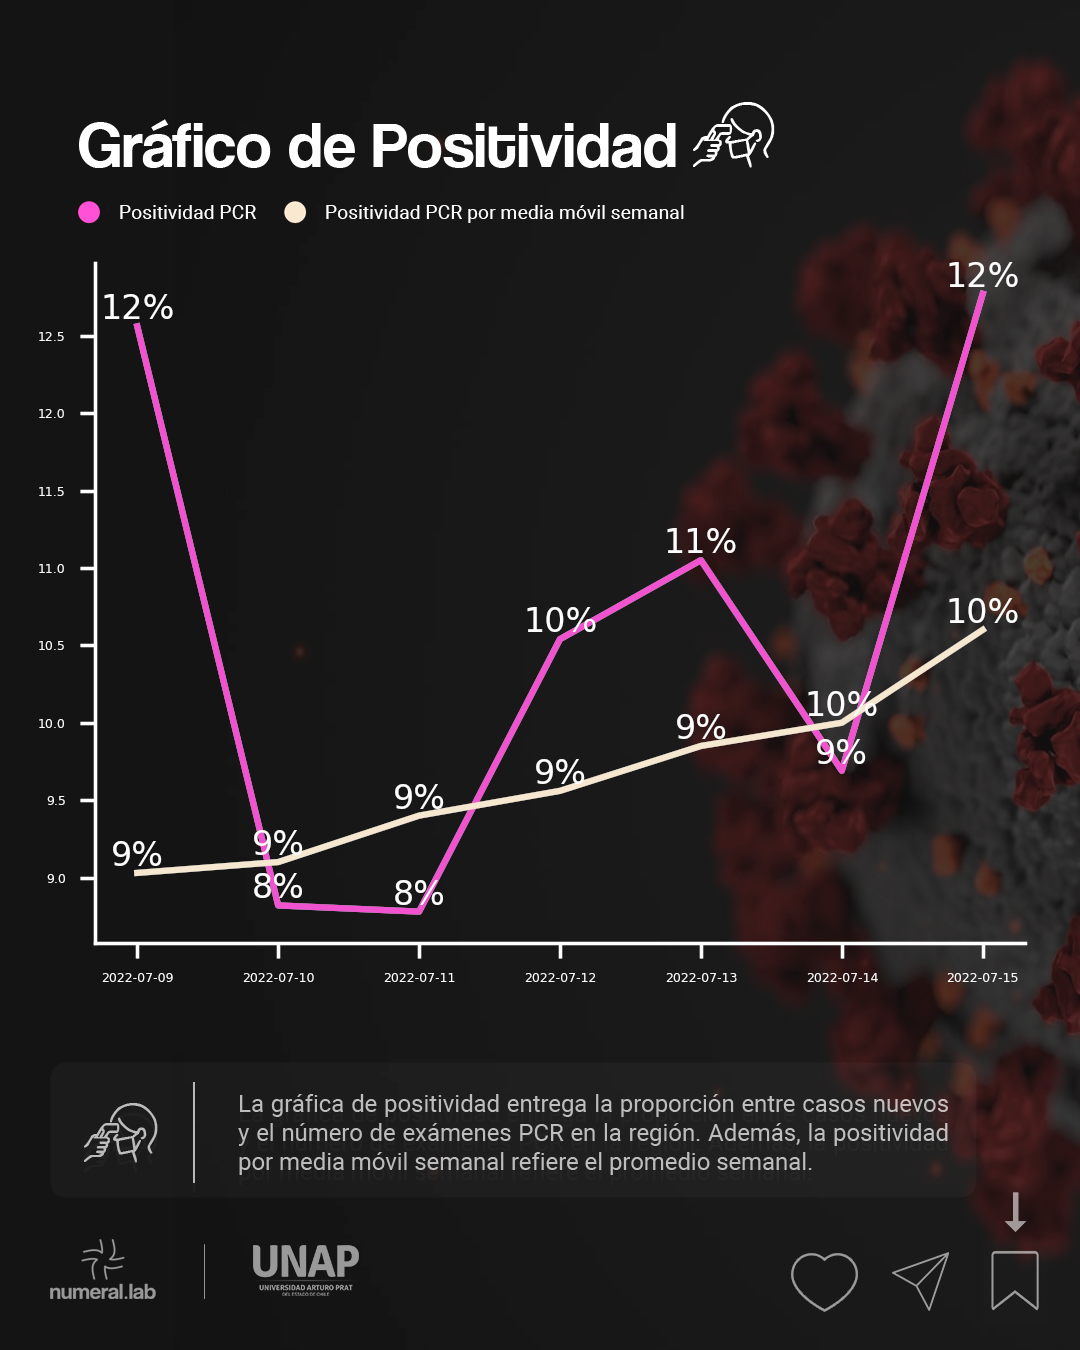 Gráfico de Positividad
Positividad PCR Positividad PCR por media móvil semanal
12%
12%
12.5
12.0
11.5
11%
11.0
10%
10%
10.5
10%
10.0
9%
9%
9%
9%
9.5
9%
9%
8%
8%
9.0
2022-07-09 2022-07-10 2022-07-11 2022-07-12 2022-07-13 2022-07-14 2022-07-15
La gráfica de positividad entrega la proporción entre casos nuevos
y el número de exámenes PCR en la región. Además, la positividad
por media móvil semanal refiere el promedio semanal.
numeral.lab
UNAP
UNIVERSIDAD ARTURO PRAT
DEL ESTADO DE CHILE